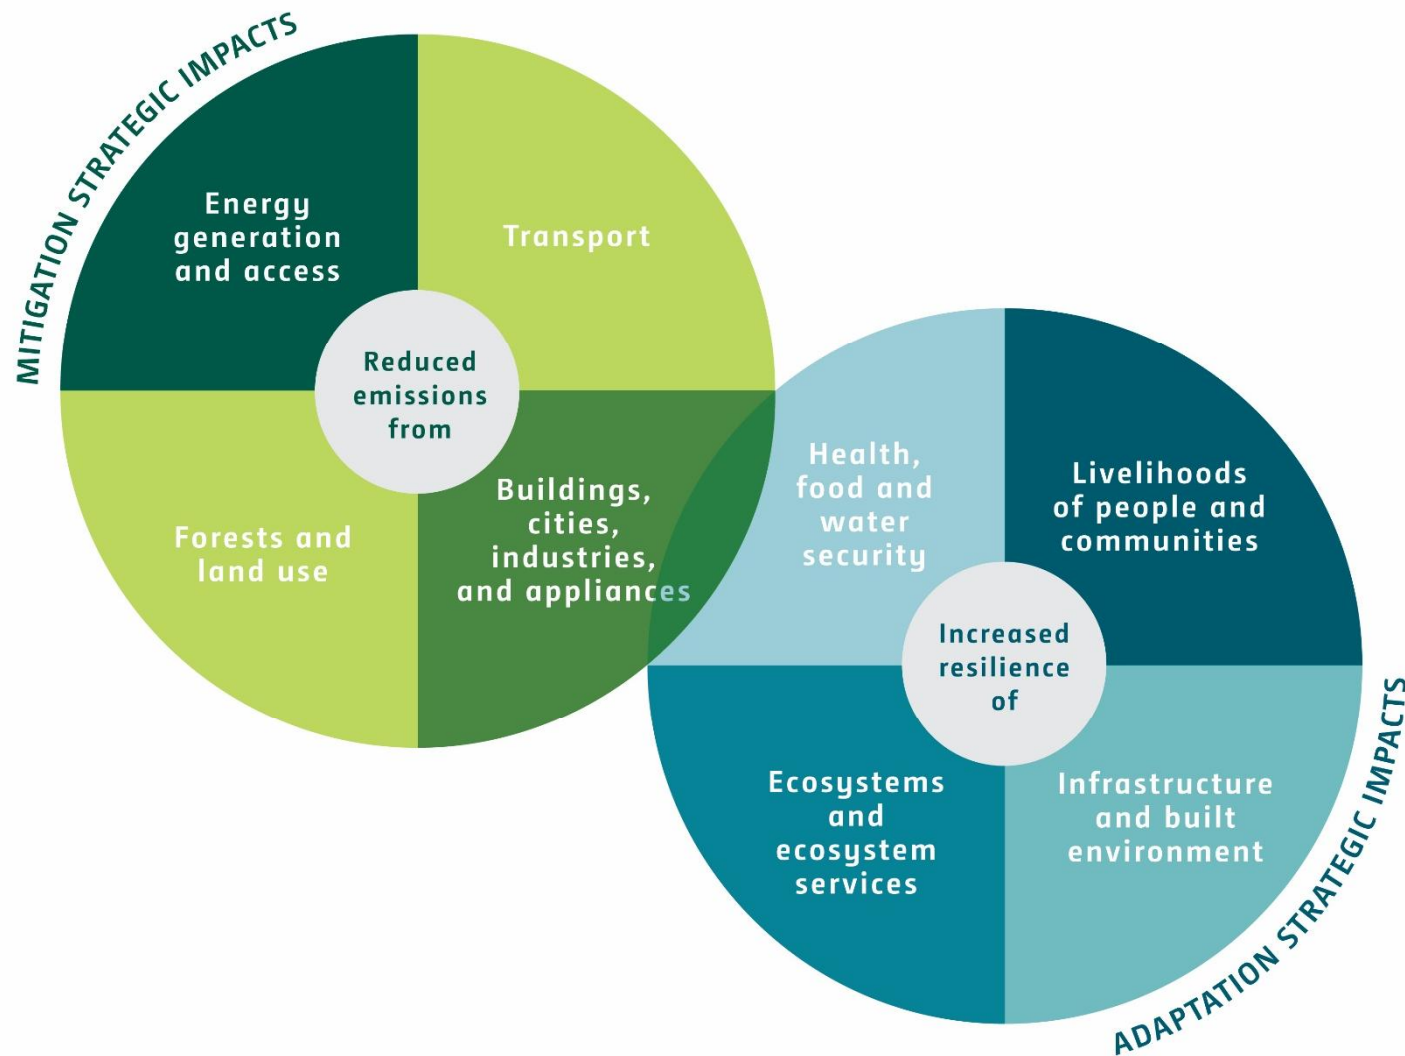 MITIGATION STRATEGIC IMPACTS
Energy
generation
and access
Transport
Reduced
emissions
from
Forests and
land use
Buildings,
cities,
industries,
and appliances
Health,
food and
water
security
Livelihoods
of people and
communities
Increased
resilience
of
Ecosystems
and
ecosystem
services
Infrastructure
and built
environment
ADAPTATION STRATEGIC IMPACTS